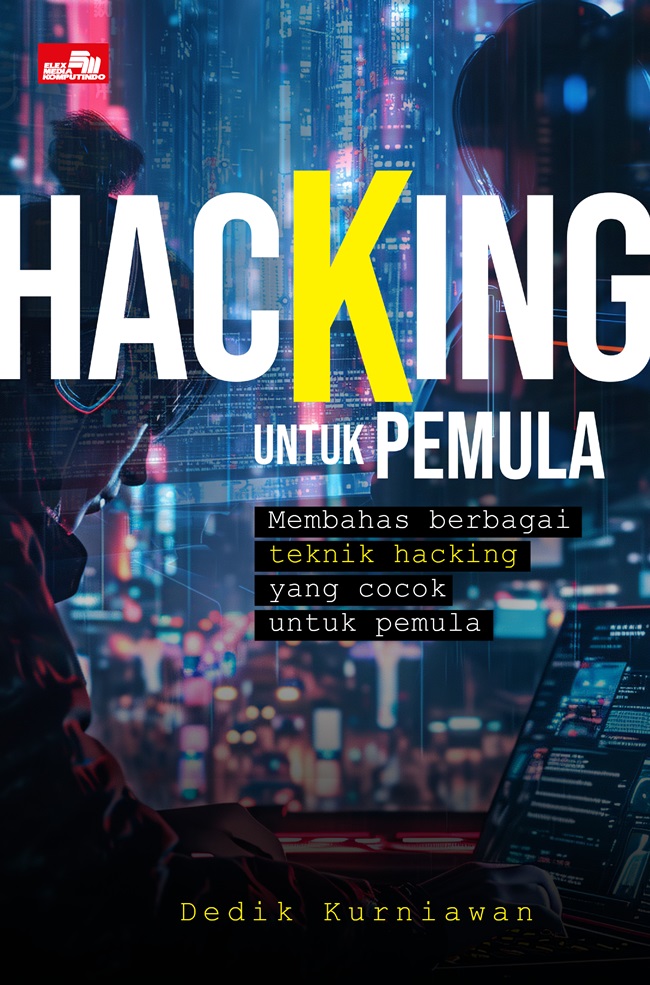 ELEX
MEDIA
KOMPUTINDO
HACKING
UNTUK PEMULA
Membahas berbagai
teknik hacking
yang cocok
untuk pemula
Dedik Kurniawan